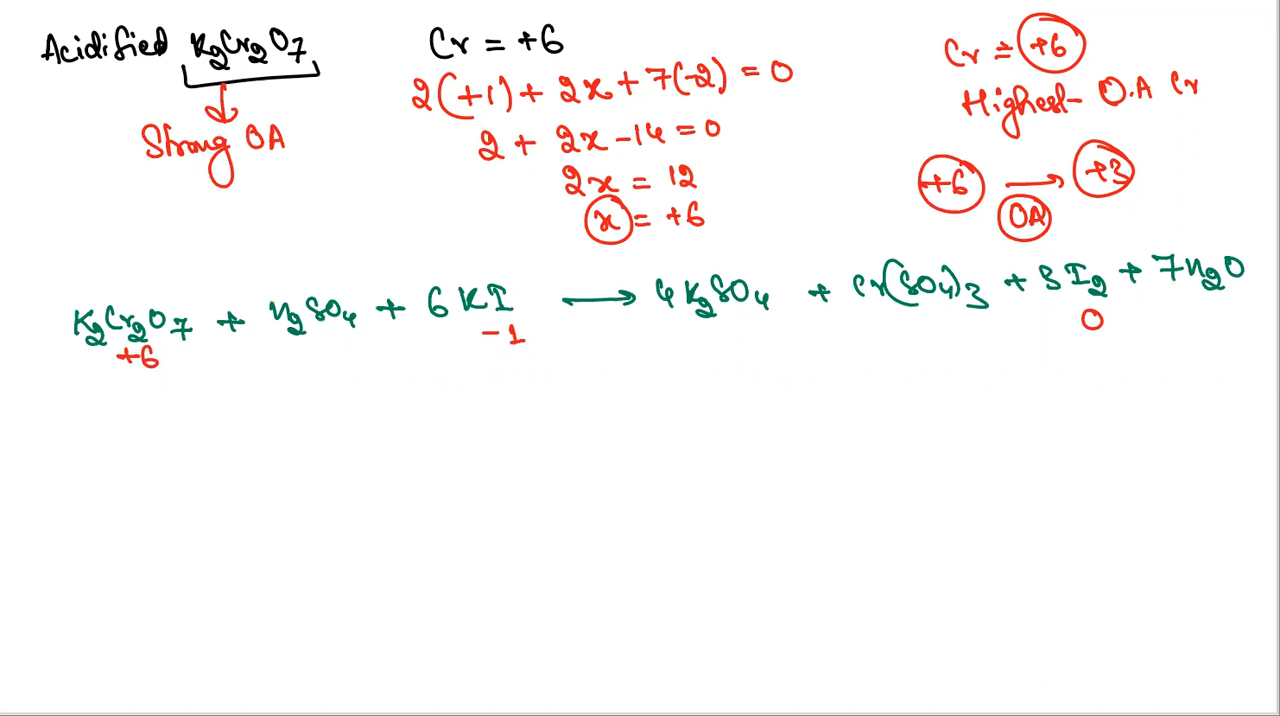 Acidified K2Cr2O7
Strong OA
Cr = +6
2(+1) + 2x + 7(-2) = 0
2 + 2x - 14 = 0
2x = 12
x = +6
Cr = +6
Highest O.A Cr
+6 → +3
OA
K2Cr2O7 + H2SO4 + 6 KI → 4 K2SO4 + Cr(SO4)3 + 3 I2 + 7H2O
+6 -1 0